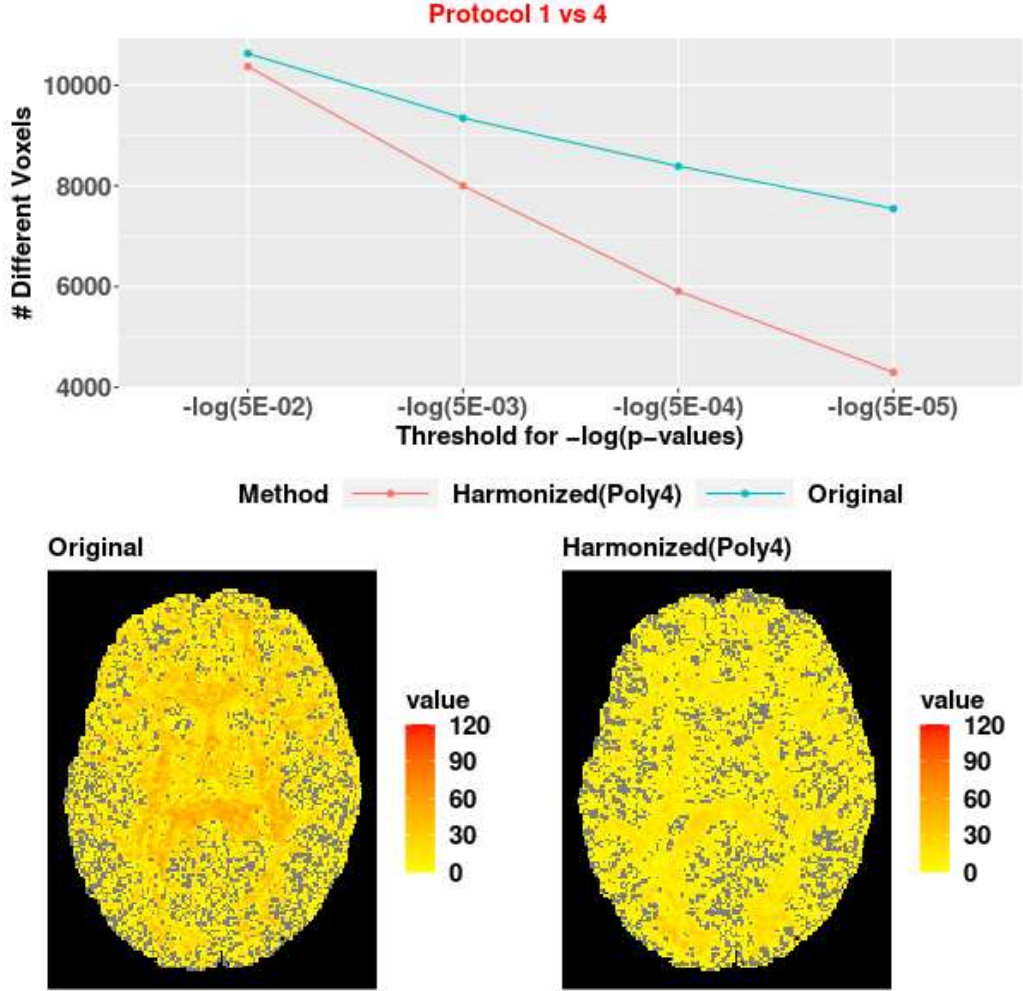 Protocol 1 vs 4
# Different Voxels
10000
8000
6000
4000
-log(5E-02) -log(5E-03) -log(5E-04) -log(5E-05)
Threshold for −log(p−values)
Method Harmonized(Poly4) Original
Original Harmonized(Poly4)
value value
120 120
90 90
60 60
30 30
0 0